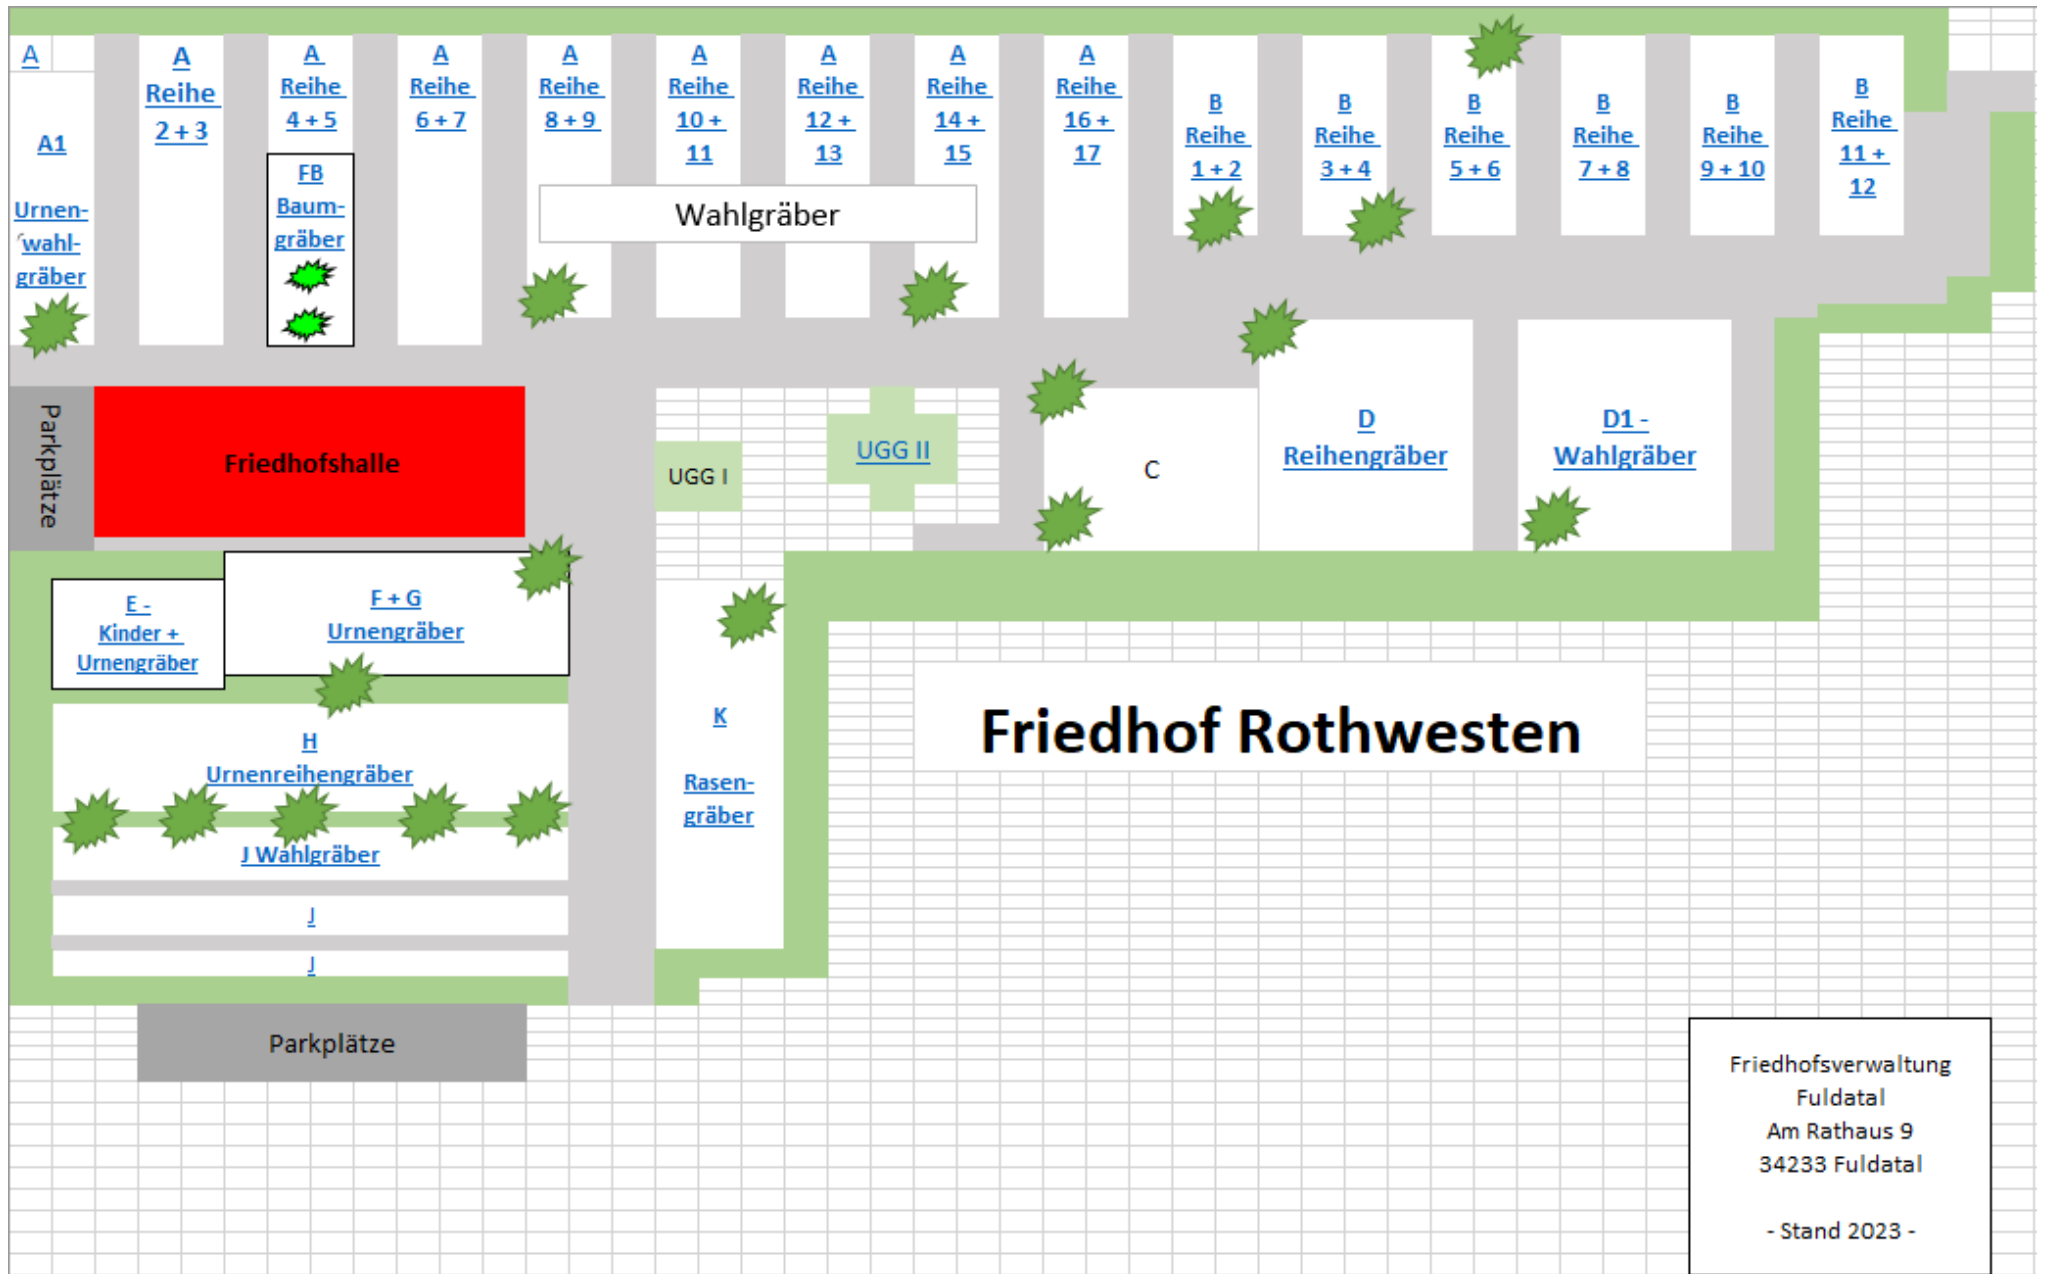 A
A1
Urnen-
wahl-
gräber
A
Reihe
2 + 3
A
Reihe
4 + 5
FB
Baum-
gräber
A
Reihe
6 + 7
A
Reihe
8 + 9
A
Reihe
10 +
11
A
Reihe
12 +
13
A
Reihe
14 +
15
A
Reihe
16 +
17
Wahlgräber
B
Reihe
1 + 2
B
Reihe
3 + 4
B
Reihe
5 + 6
B
Reihe
7 + 8
B
Reihe
9 + 10
B
Reihe
11 +
12
Parkplätze
Friedhofshalle
UGG I
UGG II
C
D
Reihengräber
D1 -
Wahlgräber
E -
Kinder +
Urnengräber
F + G
Urnengräber
H
Urnenreihengräber
J Wahlgräber
J
J
K
Rasen-
gräber
Friedhof Rothwesten
Parkplätze
Friedhofsverwaltung
Fuldatal
Am Rathaus 9
34233 Fuldatal
- Stand 2023 -